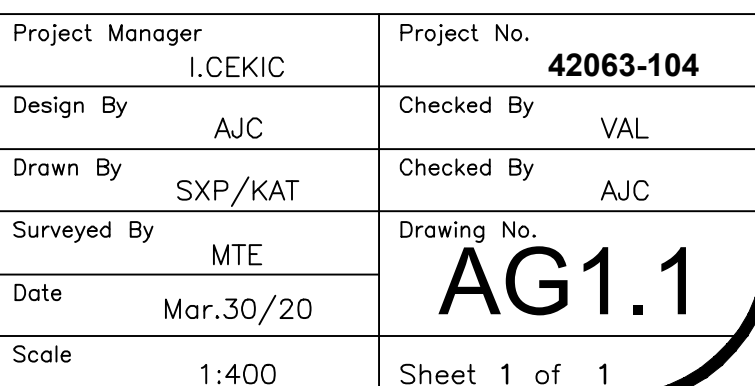 Project Manager
I.CEKIC
Project No.
42063-104
Design By
AJC
Checked By
VAL
Drawn By
SXP/KAT
Checked By
AJC
Surveyed By
MTE
Drawing No.
AG1.1
Date
Mar.30/20
Scale
1:400
Sheet 1 of 1